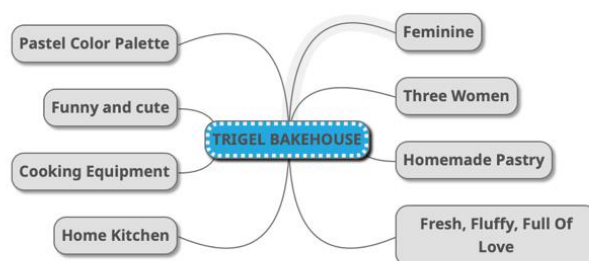 Pastel Color Palette
Feminine
Funny and cute
Three Women
TRIGEL BAKEHOUSE
Cooking Equipment
Homemade Pastry
Home Kitchen
Fresh, Fluffy, Full Of
Love